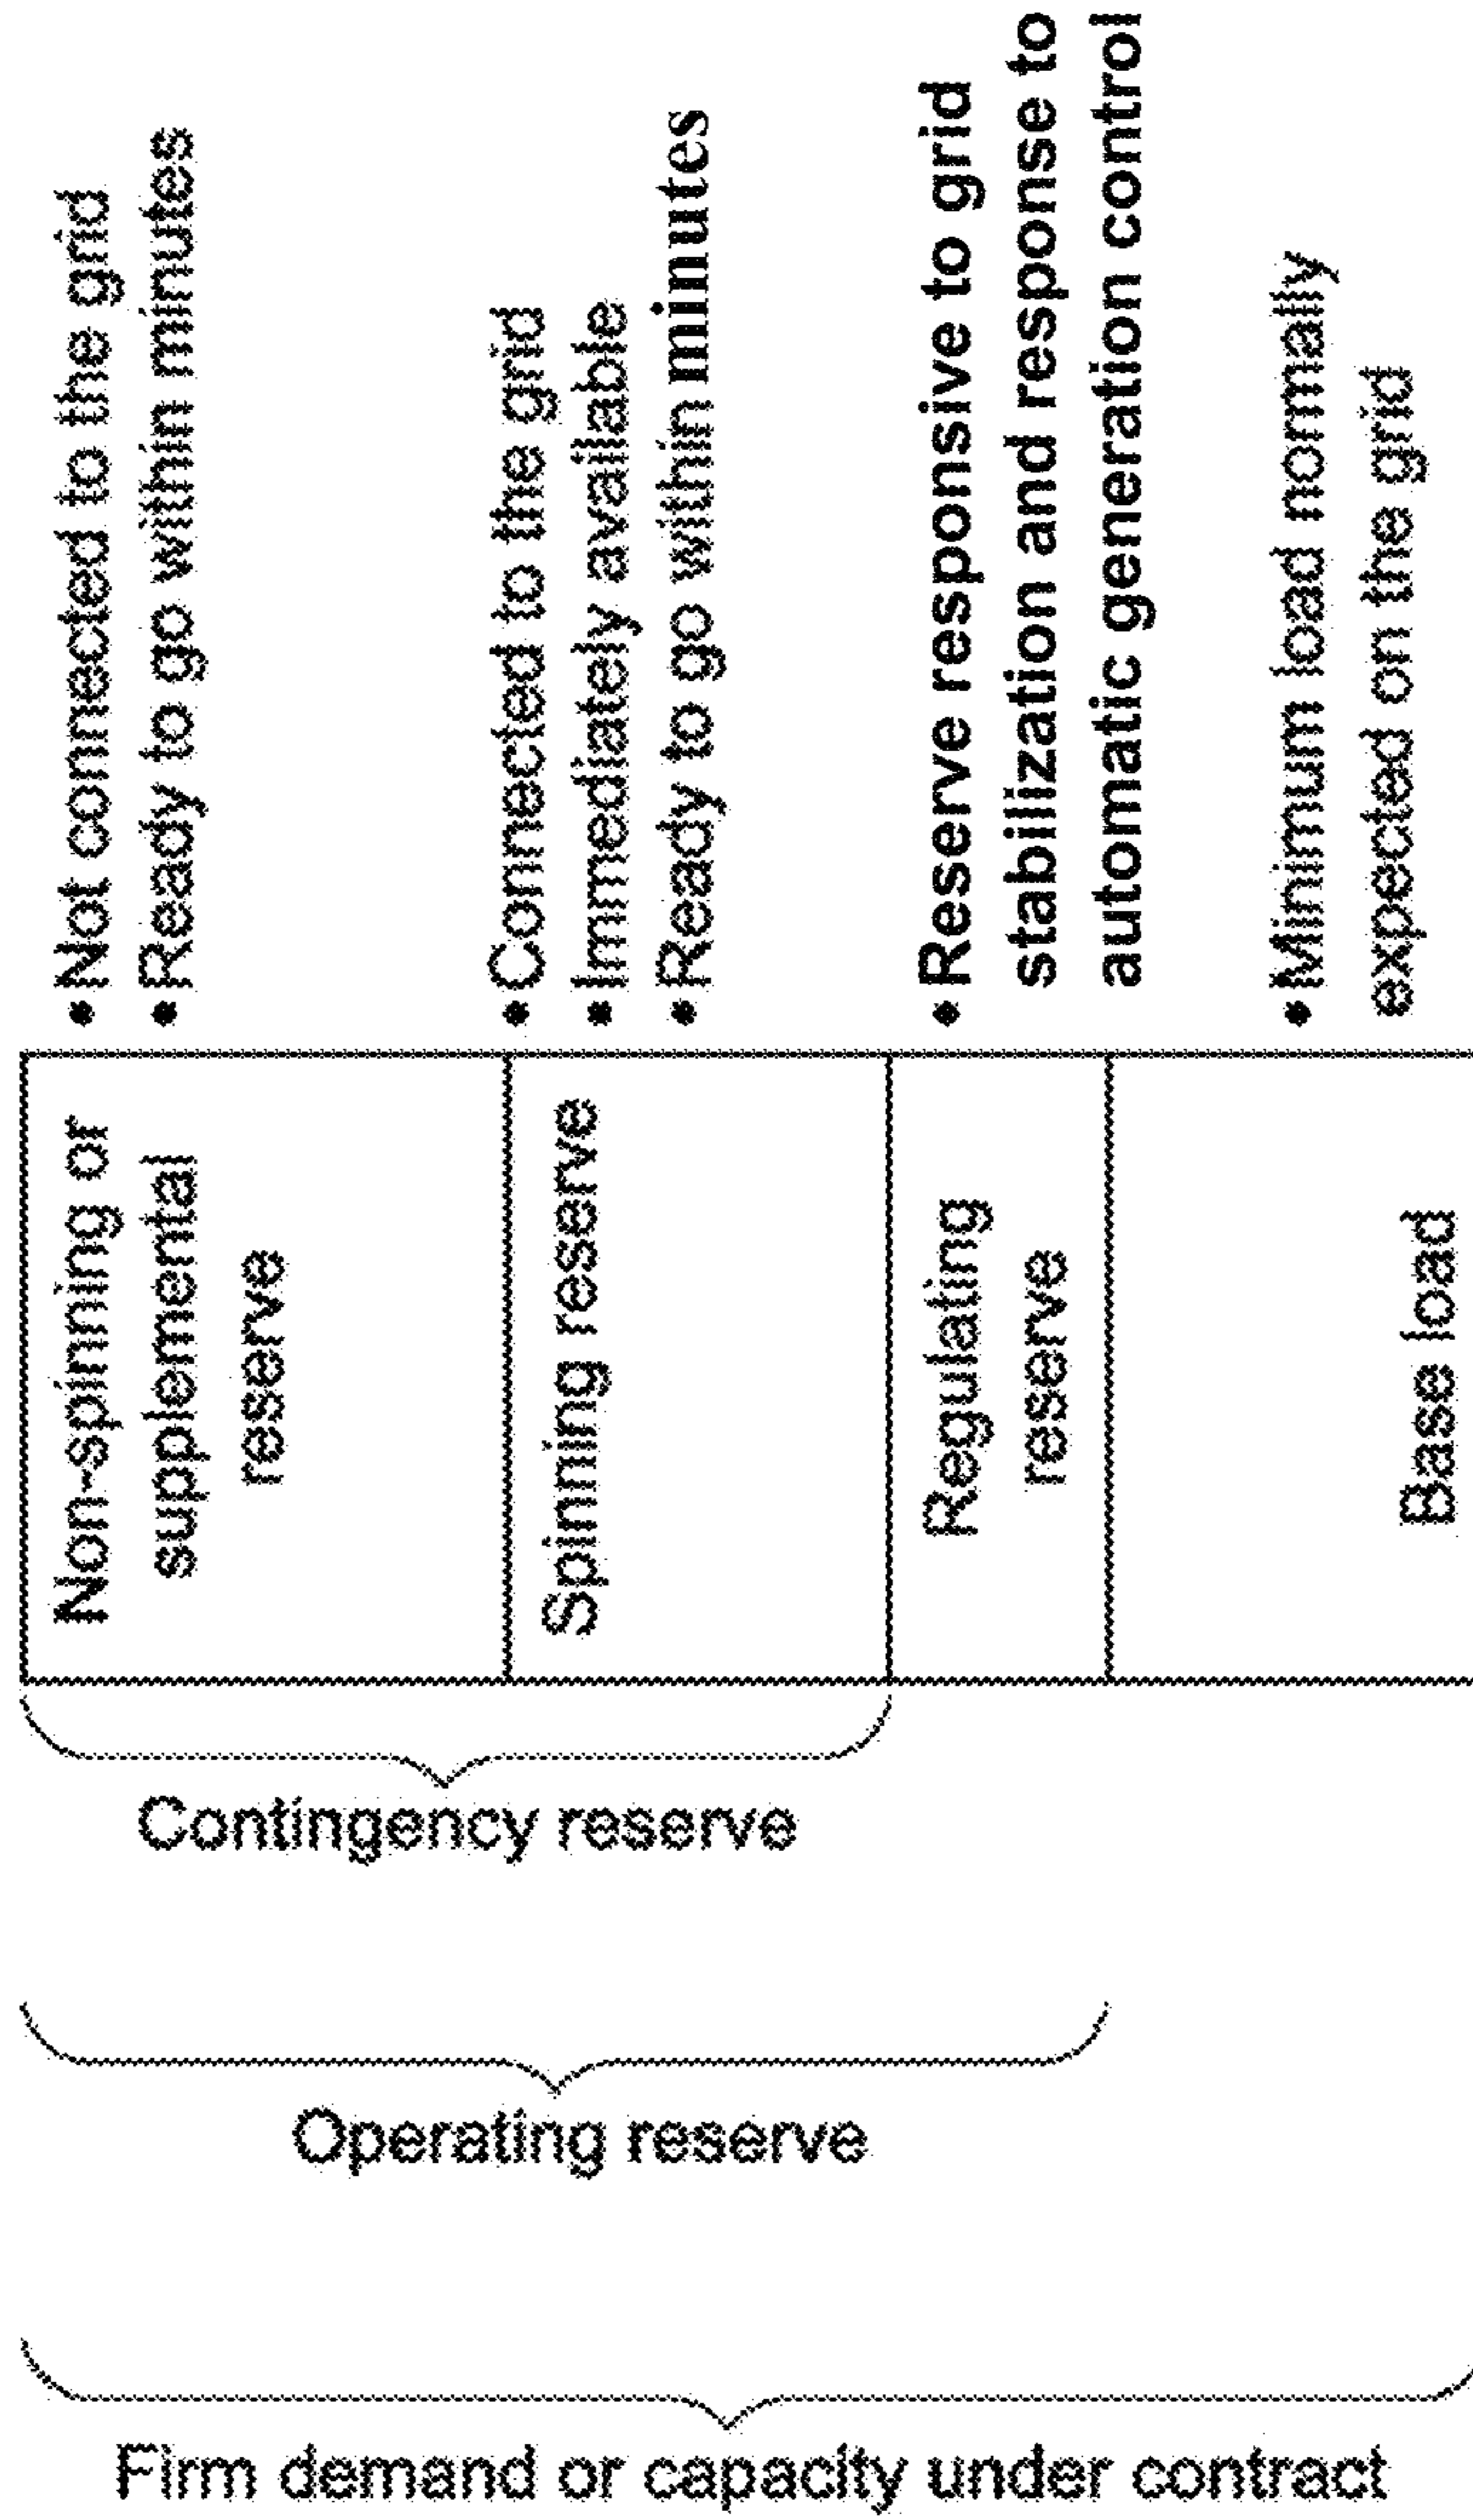 Non-spinning or
supplemental
reserve
• Not connected to the grid
• Ready to go within minutes
Spinning reserve
• Connected to the grid
• Immediately available
• Ready to go within minutes
Regulating
reserve
• Reserve responsive to grid
stabilization and response to
automatic generation control
Base load
• Minimum load normally
expected on the grid
Contingency reserve
Operating reserve
Firm demand or capacity under contract